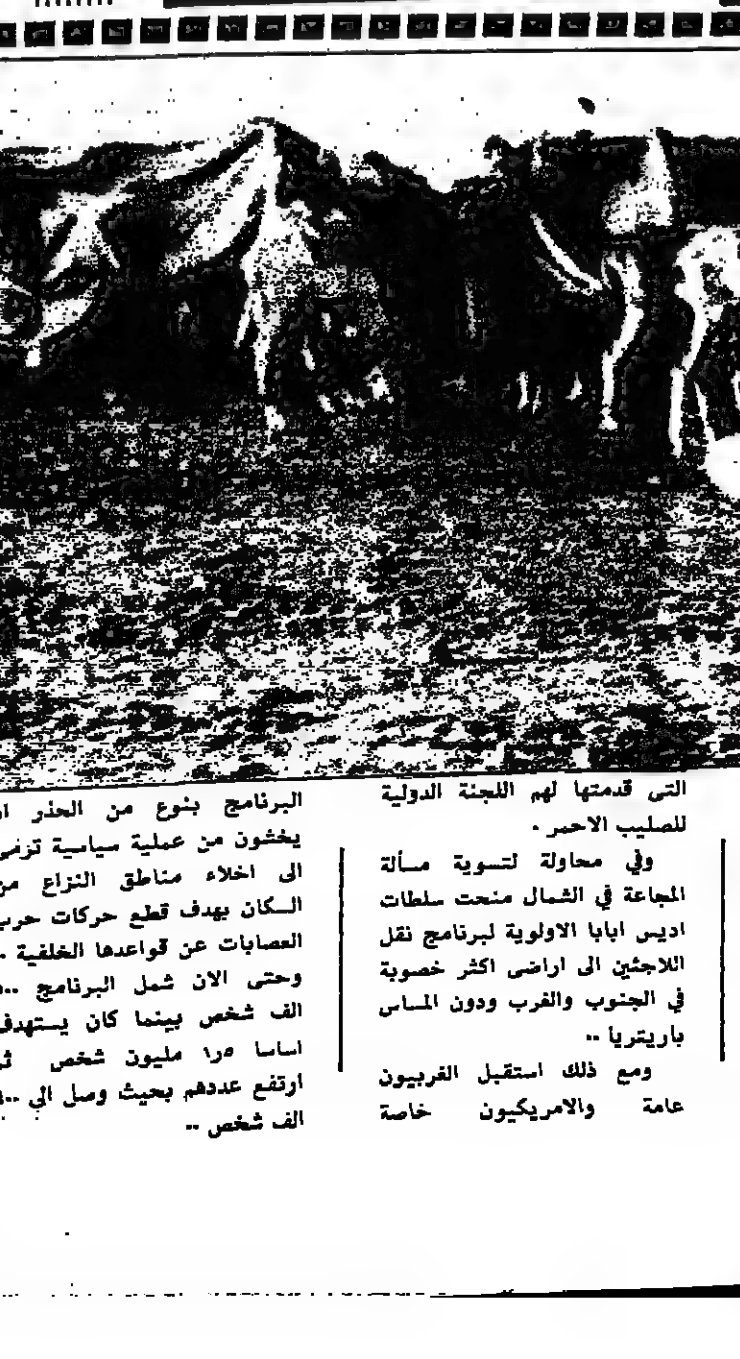 التى قدمتها لهم اللجنة الدولية
للصليب الاحمر .
وفي محاولة لتسوية مسألة
المجاعة في الشمال منحت سلطات
اديس ابابا الاولوية لبرنامج نقل
اللاجئين الى اراضى اكثر خصوبة
في الجنوب والغرب ودون المساس
باريتريا ..
ومع ذلك استقبل الغربيون
عامة والامريكيون خاصة
البرنامج بنوع من الحذر
يخشون من عملية سياسية ترمى
الى اخلاء مناطق النزاع من
السكان بهدف قطع حركات حرب
العصابات عن قواعدها الخلفية
وحتى الان شمل البرنامج
الف شخص بينما كان يستهدف
اساسا ٥ر١ مليون شخص
ارتفع عددهم بحيث وصل الى
الف شخص ..